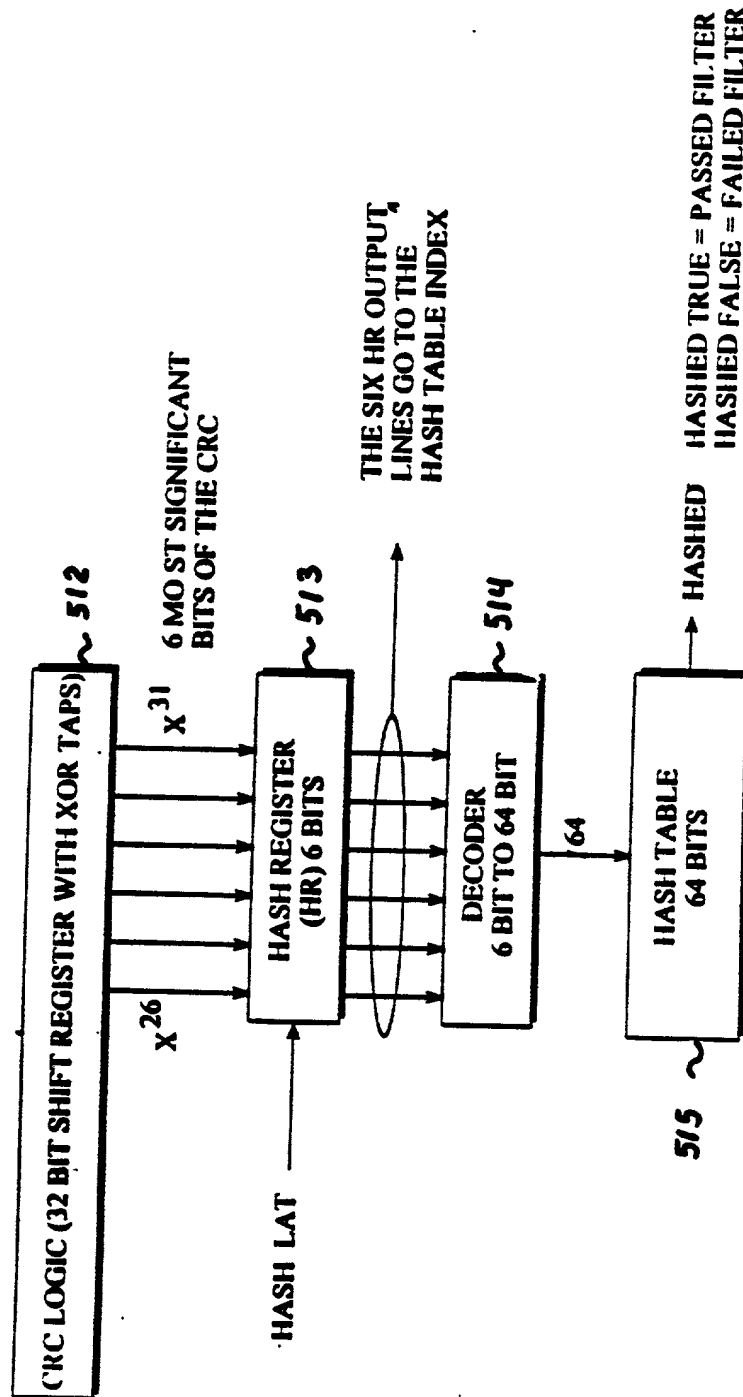 CRC LOGIC (32 BIT SHIFT REGISTER WITH XOR TAPS)
512
X26
X31
6 MO ST SIGNIFICANT
BITS OF THE CRC
HASH LAT
HASH REGISTER
(HR) 6 BITS
513
THE SIX HR OUTPUT
LINES GO TO THE
HASH TABLE INDEX
DECODER
6 BIT TO 64 BIT
514
64
HASH TABLE
64 BITS
515
HASHED
HASHED TRUE = PASSED FILTER
HASHED FALSE = FAILED FILTER